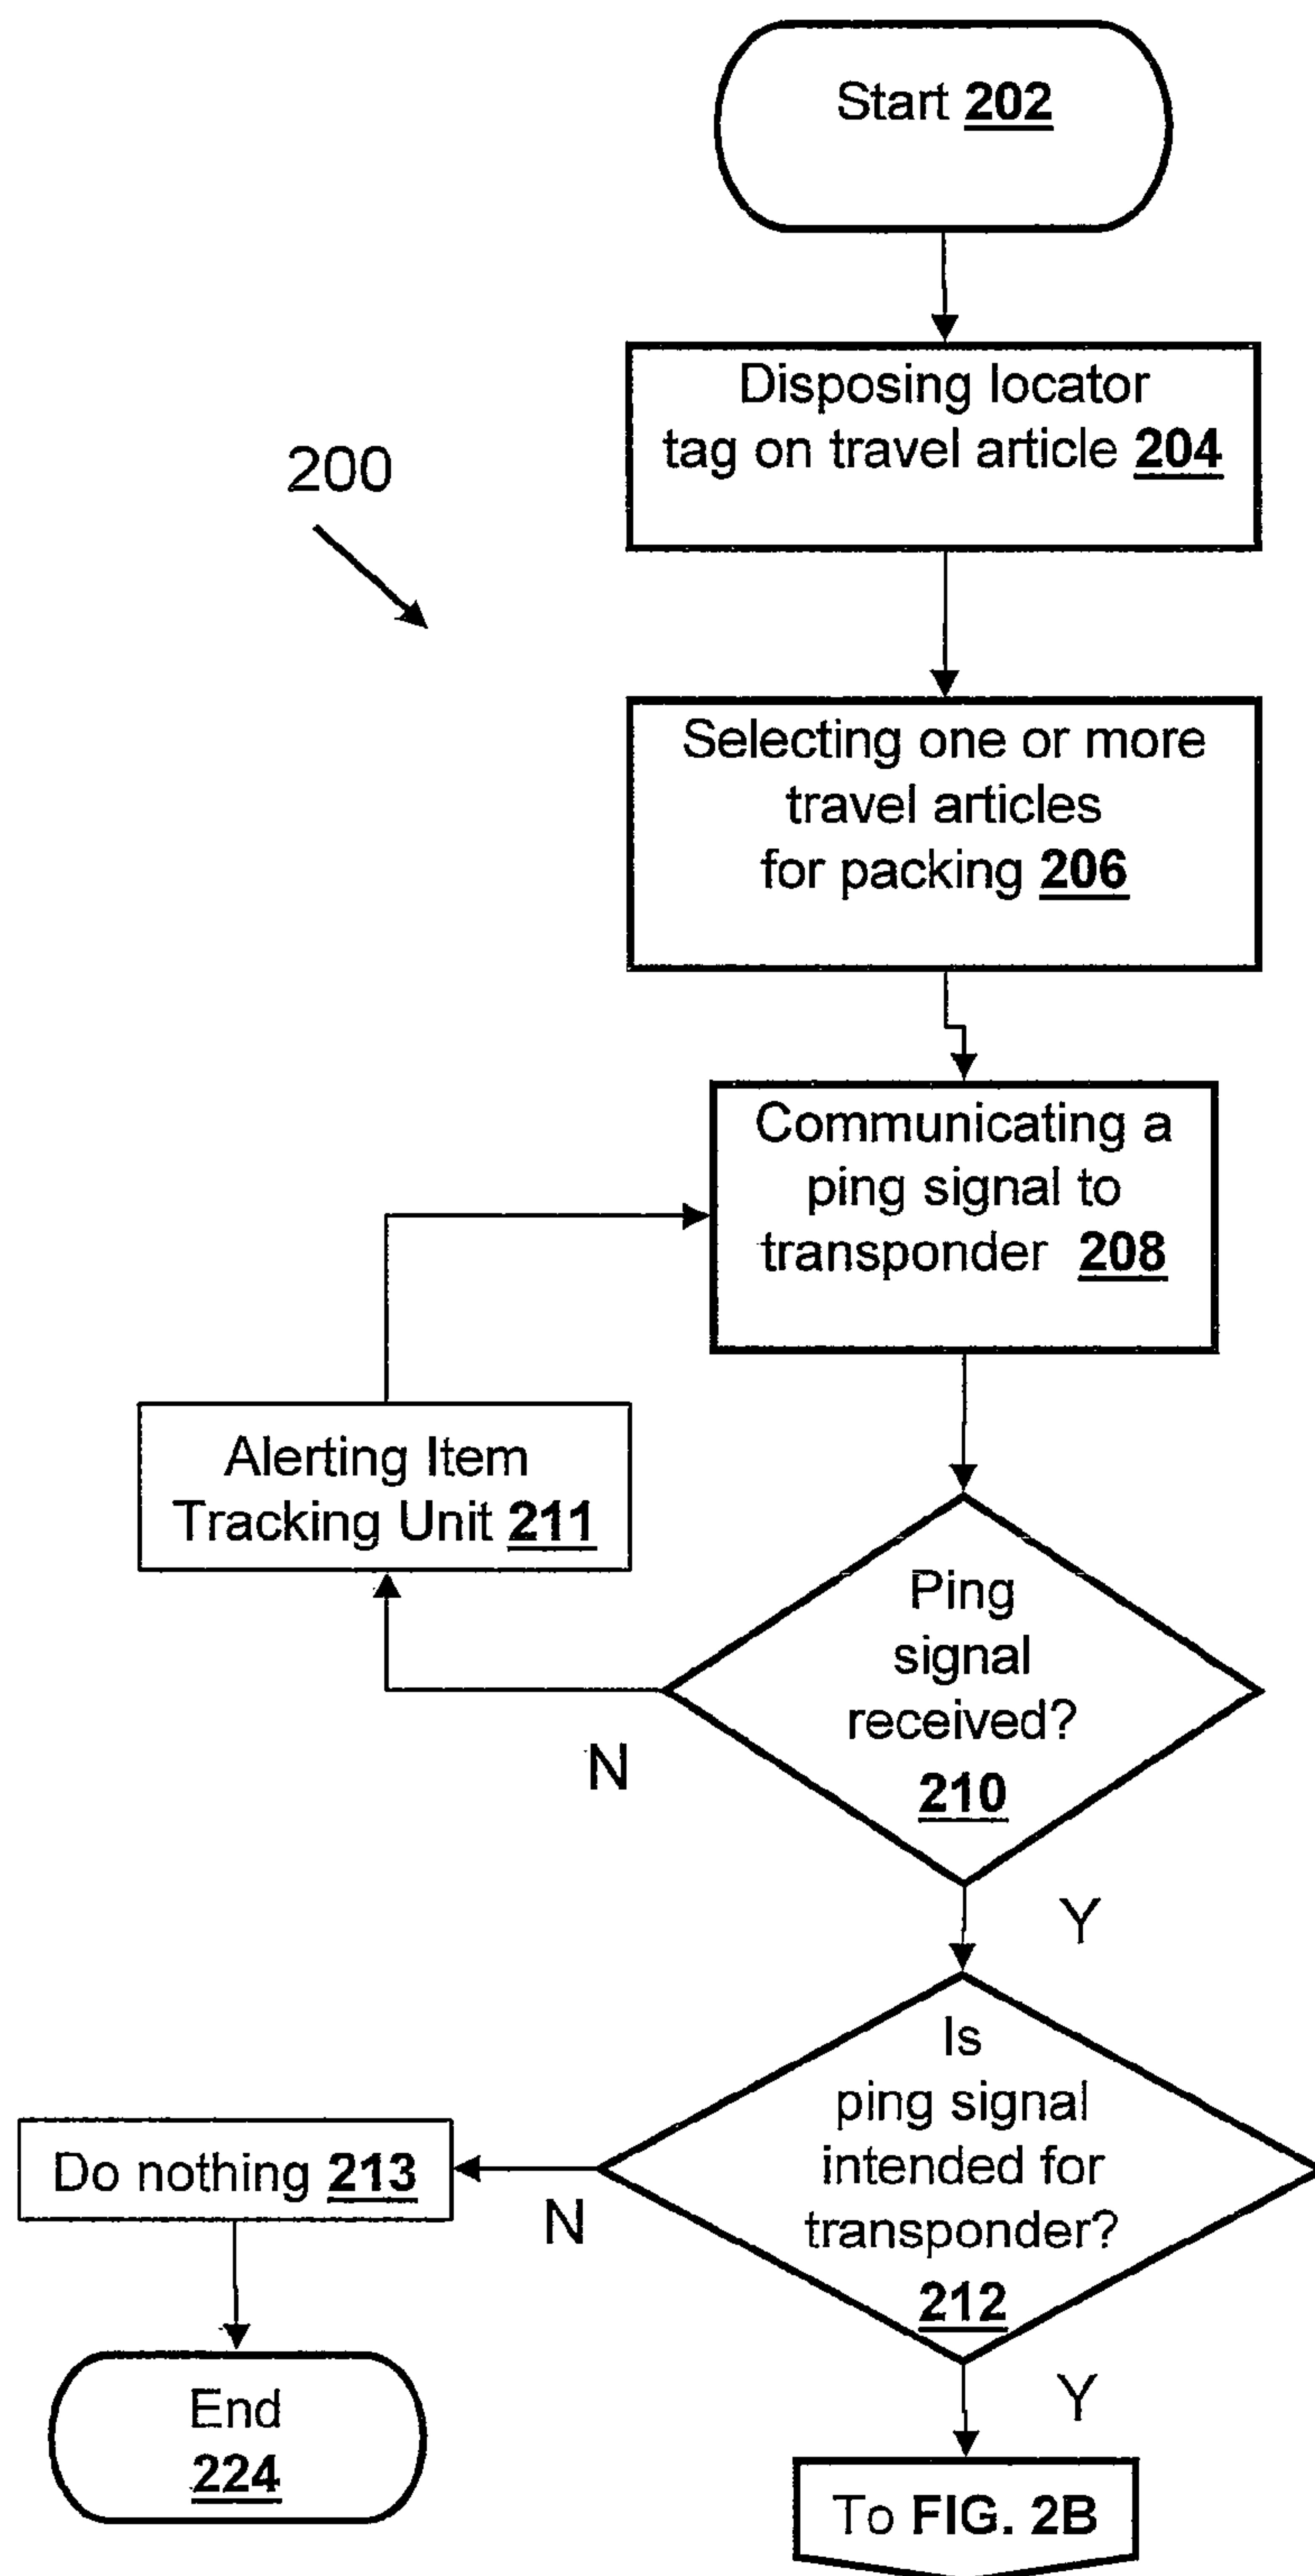 Start 202
Disposing locator
tag on travel article 204
200
Selecting one or more
travel articles
for packing 206
Communicating a
ping signal to
transponder 208
Alerting Item
Tracking Unit 211
Ping
signal
received?
210
N
Y
Is
ping signal
intended for
transponder?
212
Do nothing 213
N
Y
End
224
To FIG. 2B